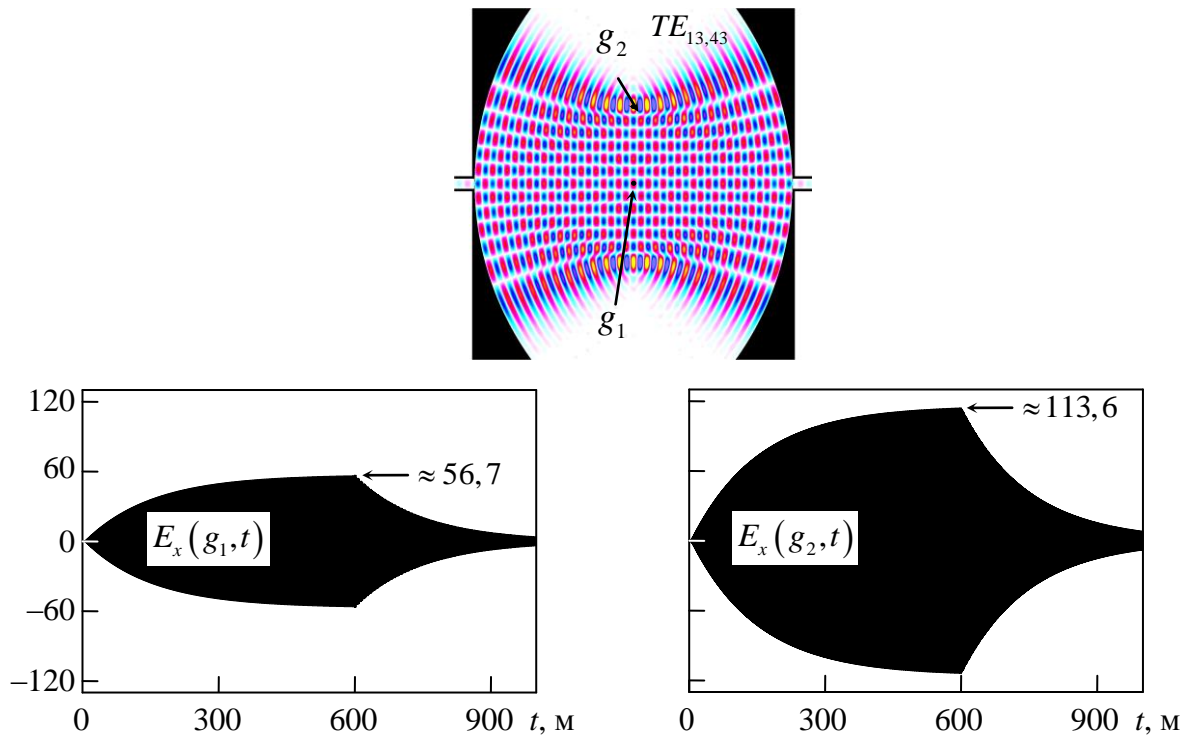 g₂ TE₁₃,₄₃
g₁
120
60
0
−60
−120
≈ 56,7
Eₓ(g₁,t)
0 300 600 900 t, м
≈ 113,6
Eₓ(g₂,t)
0 300 600 900 t, м